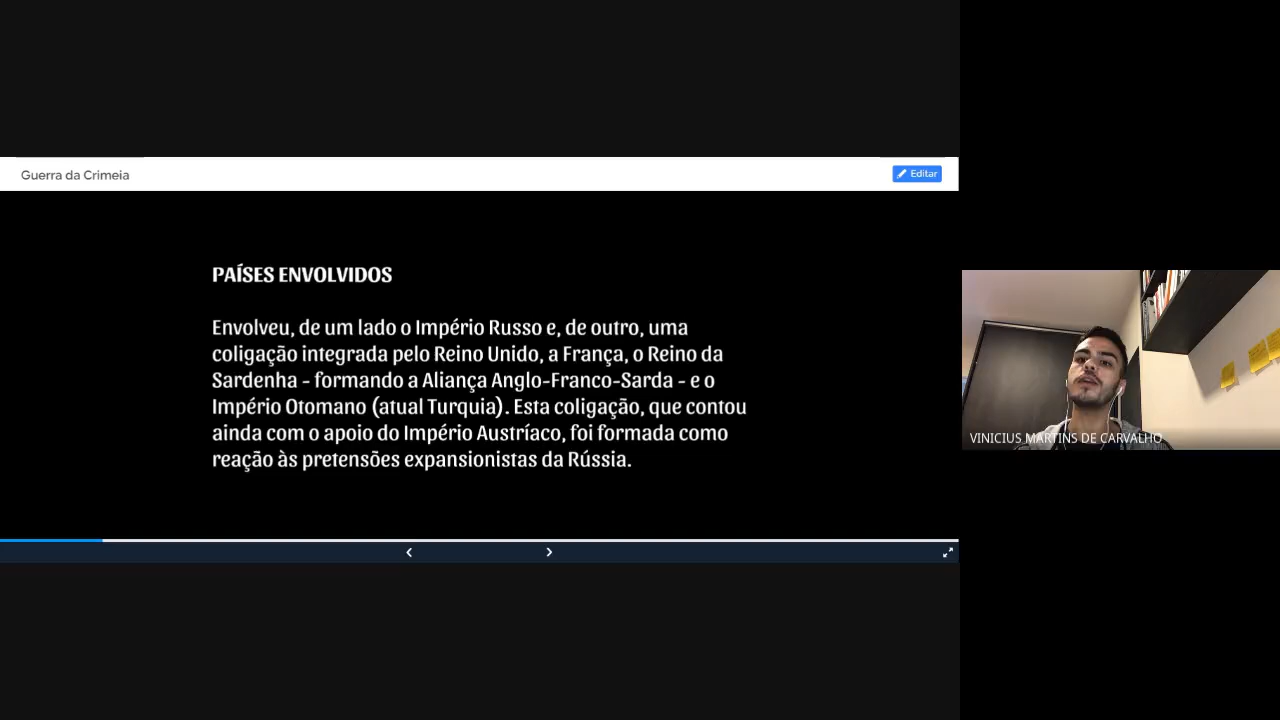 Guerra da Crimeia
Editar
PAÍSES ENVOLVIDOS
Envolveu, de um lado o Império Russo e, de outro, uma
coligação integrada pelo Reino Unido, a França, o Reino da
Sardenha - formando a Aliança Anglo-Franco-Sarda - e o
Império Otomano (atual Turquia). Esta coligação, que contou
ainda com o apoio do Império Austríaco, foi formada como
reação às pretensões expansionistas da Rússia.
VINICIUS MARTINS DE CARVALHO